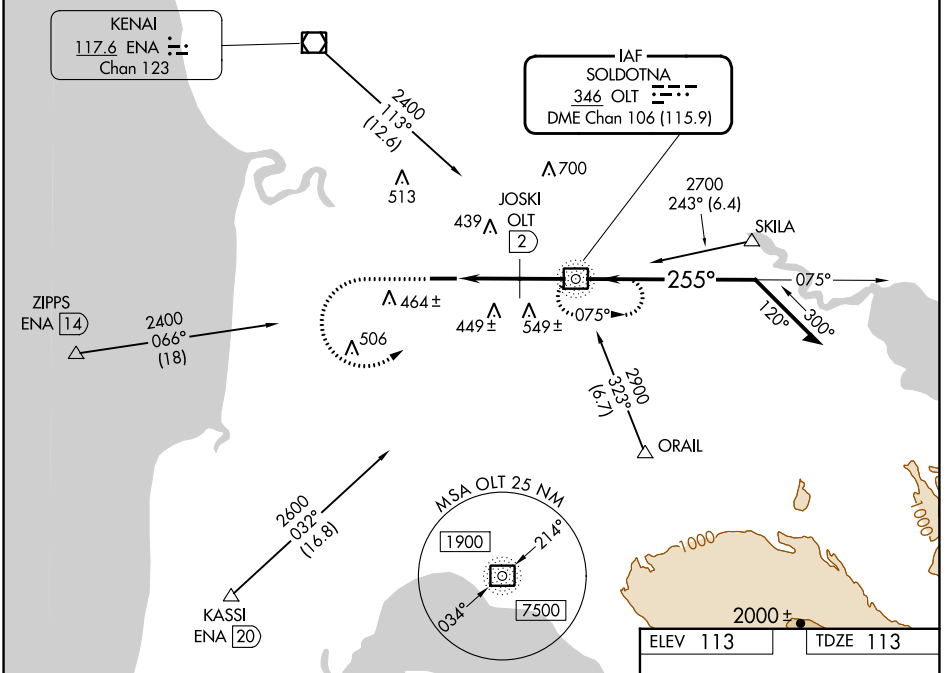 KENAI
117.6 ENA
Chan 123
IAF
SOLDOTNA
346 OLT
DME Chan 106 (115.9)
2400
113°
(12.6)
513
700
JOSKI
OLT
2
439
2700
243° (6.4)
SKILA
255°
075°
120°
300°
075°
464 ±
449 ±
549 ±
506
ZIPPS
ENA 14
2400
066°
(18)
2900
323°
(6.7)
ORAIL
2600
032°
(16.8)
KASSI
ENA 20
MSA OLT 25 NM
1900
214°
034°
7500
1000
1000
2000 ±
ELEV 113
TDZE 113